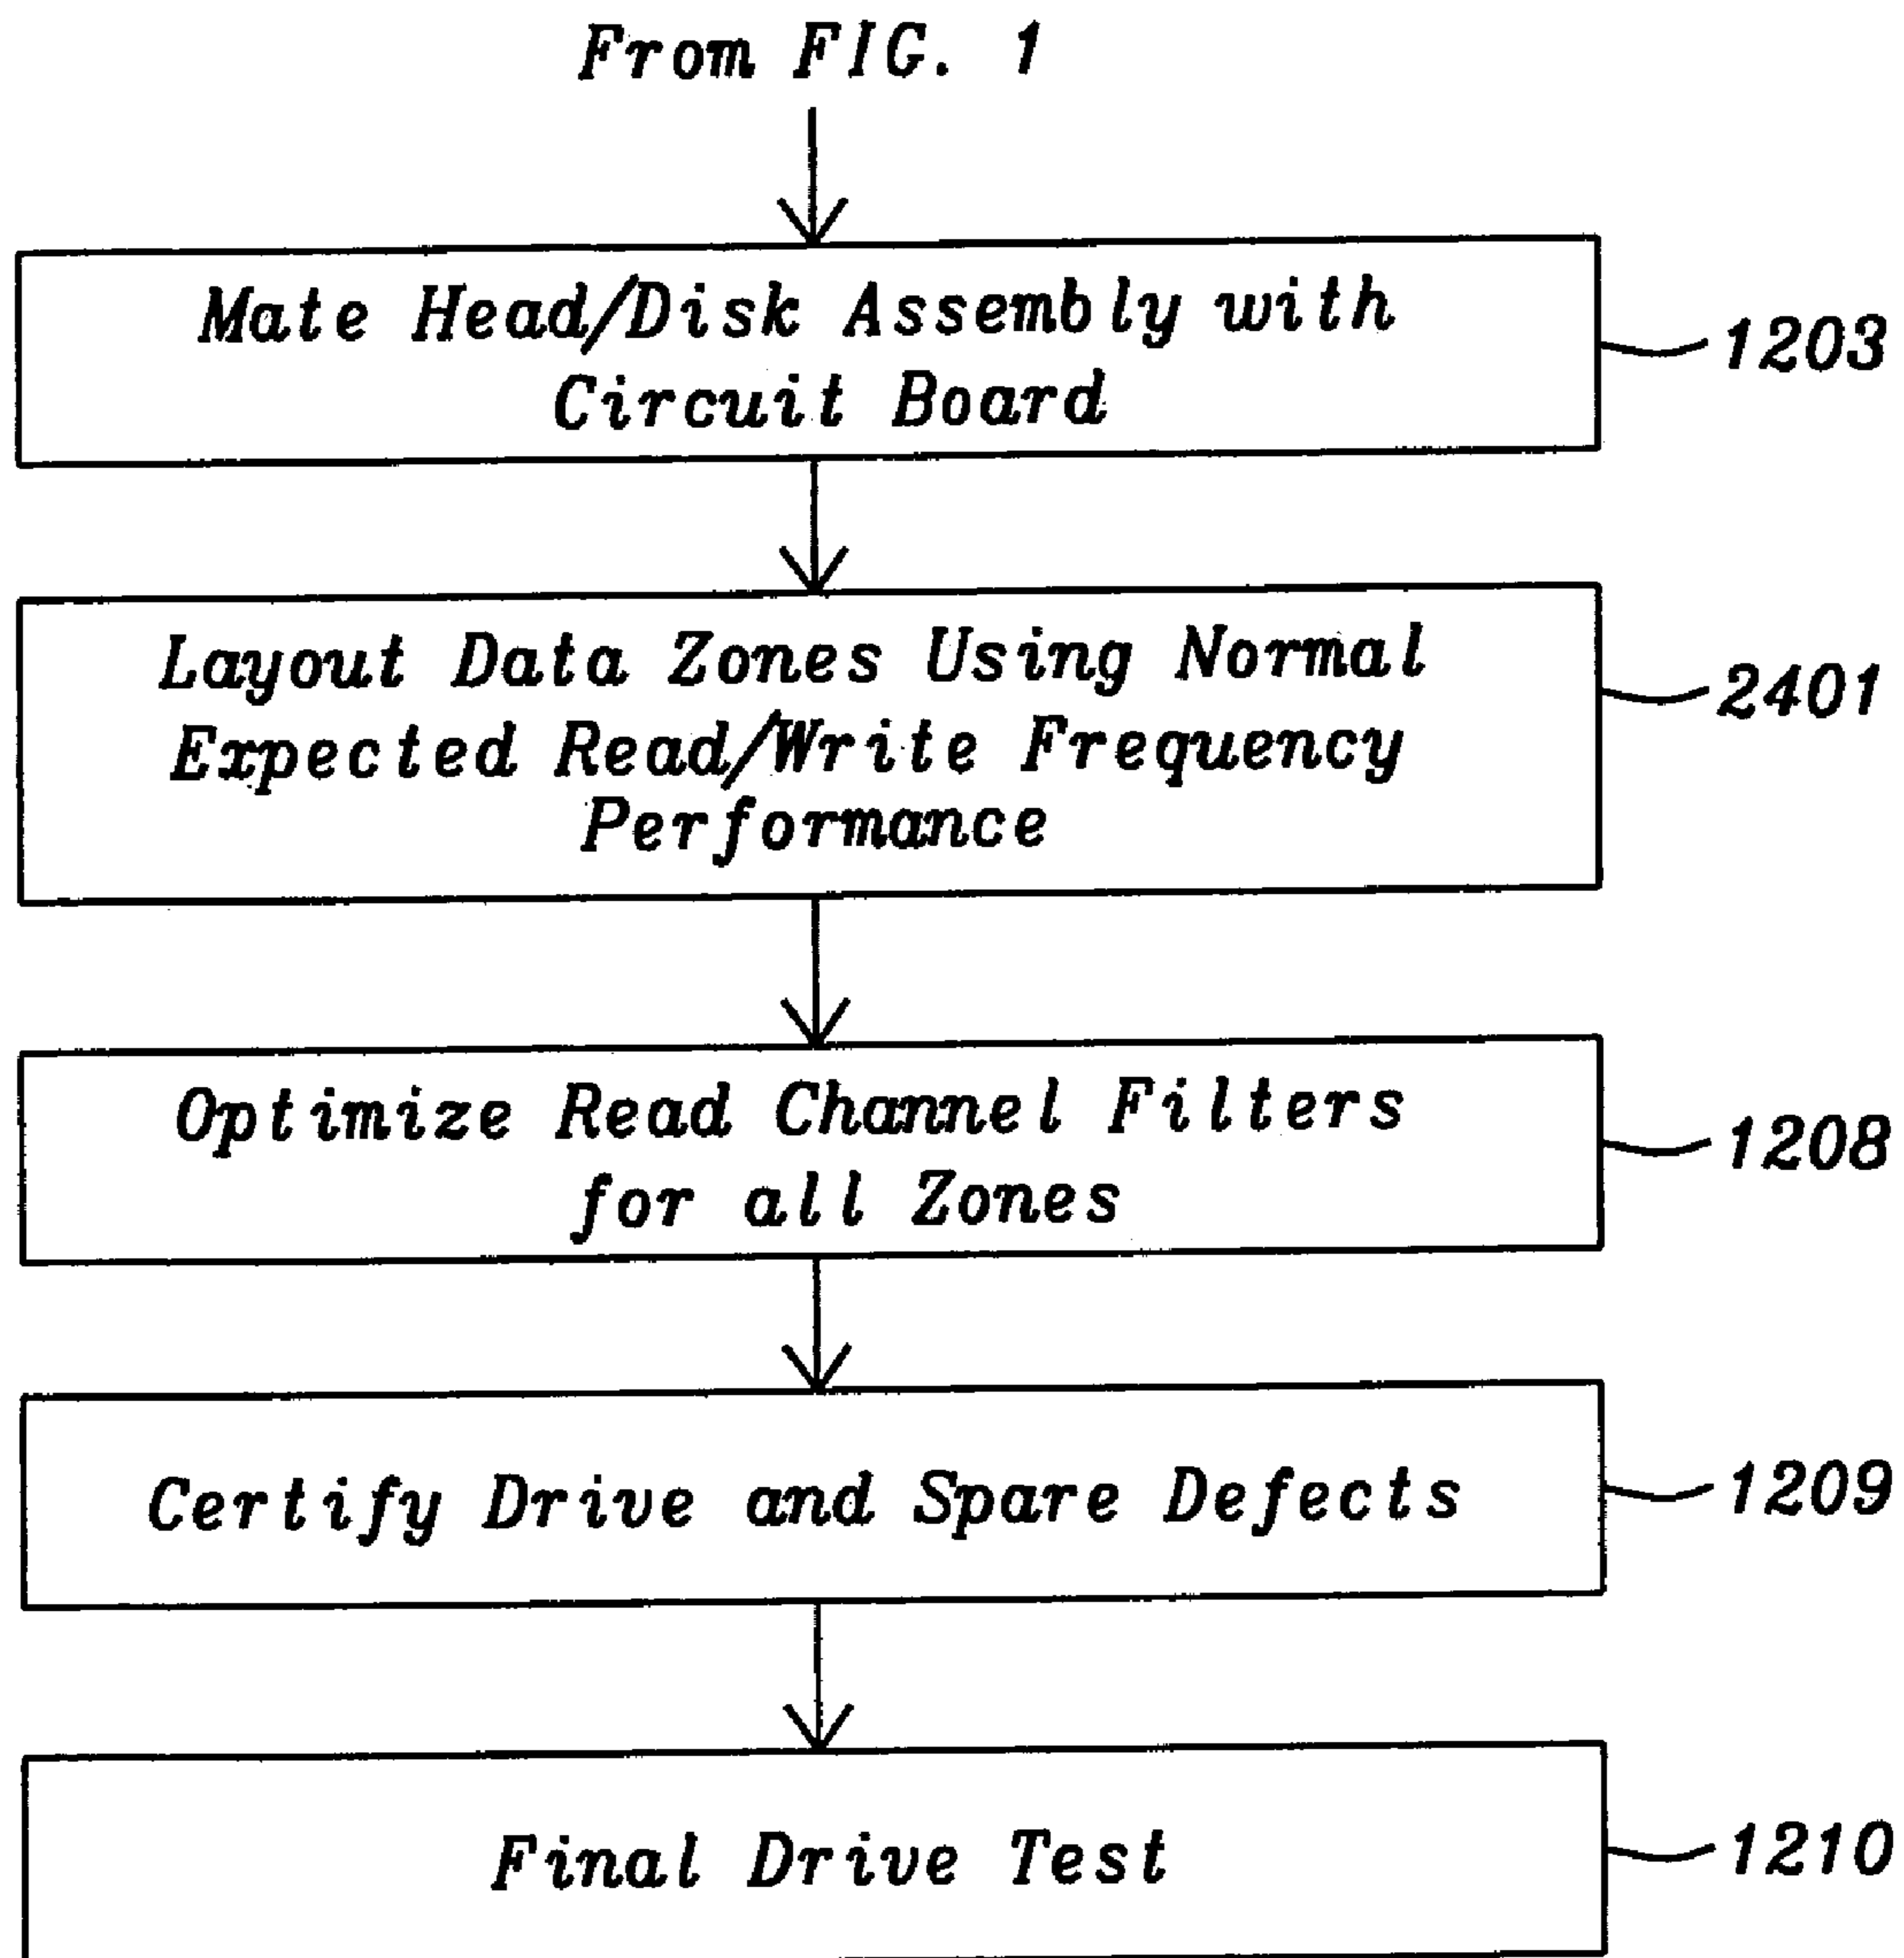 From FIG. 1
Mate Head/Disk Assembly with
Circuit Board
1203
Layout Data Zones Using Normal
Expected Read/Write Frequency
Performance
2401
Optimize Read Channel Filters
for all Zones
1208
Certify Drive and Spare Defects
1209
Final Drive Test
1210